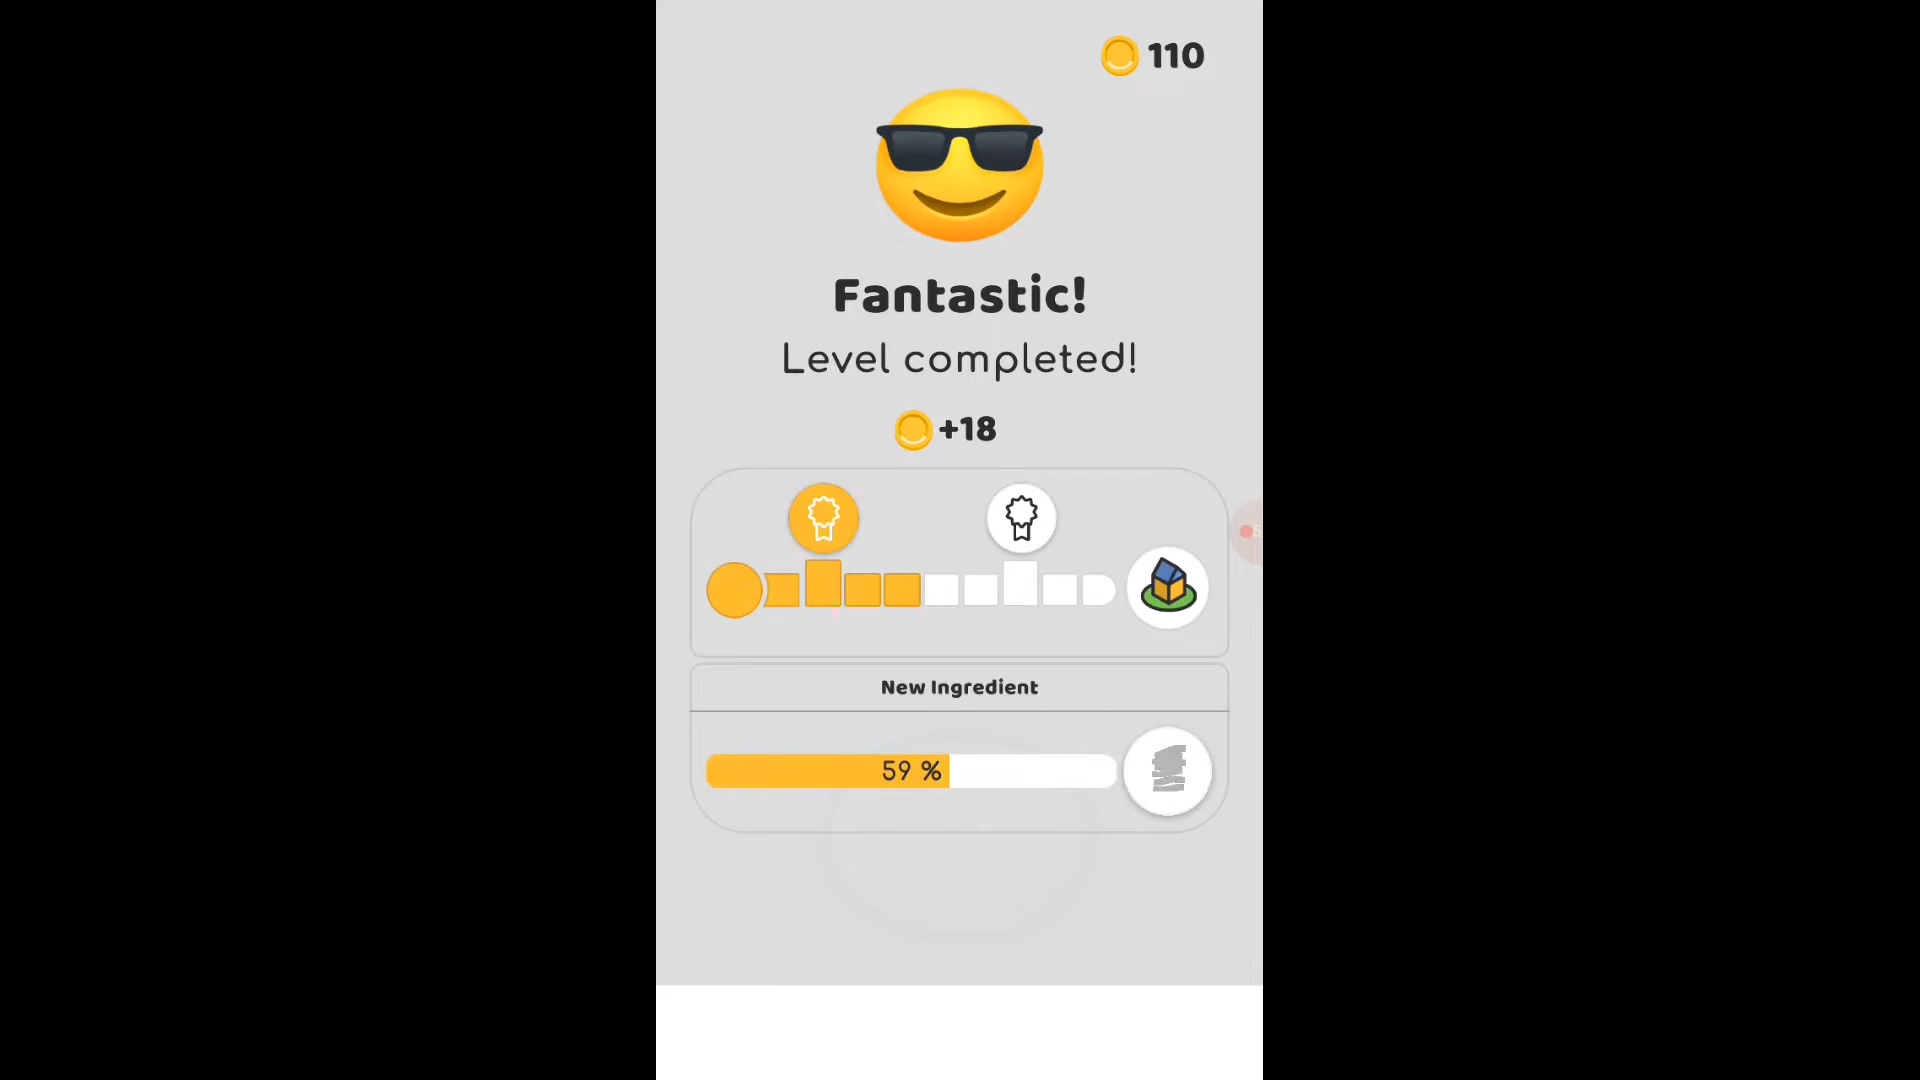 110
Fantastic!
Level completed!
+18
New Ingredient
59 %